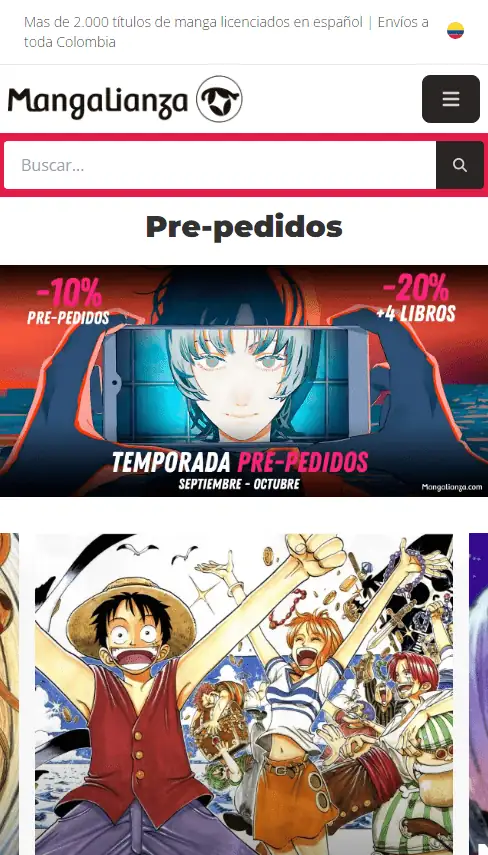 Mas de 2.000 títulos de manga licenciados en español | Envíos a
toda Colombia
Mangalianza
Buscar...
Pre-pedidos
-10%
PRE-PEDIDOS
-20%
+4 LIBROS
TEMPORADA PRE-PEDIDOS
SEPTIEMBRE - OCTUBRE
Mangalianza.com